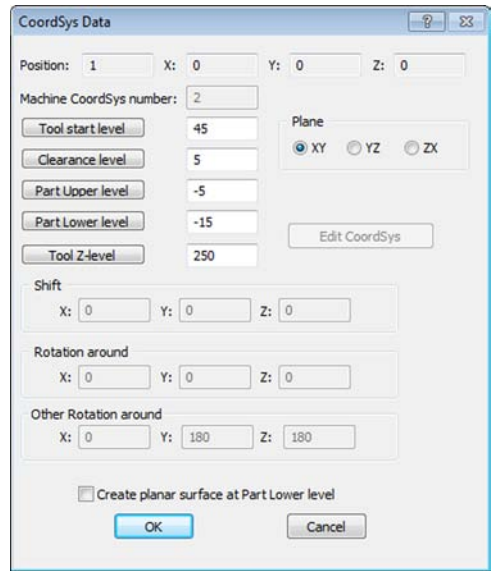 CoordSys Data
Position: 1 X: 0 Y: 0 Z: 0
Machine CoordSys number: 2
Tool start level 45
Clearance level 5
Part Upper level -5
Part Lower level -15
Tool Z-level 250
Plane
XY YZ ZX
Edit CoordSys
Shift
X: 0 Y: 0 Z: 0
Rotation around
X: 0 Y: 0 Z: 0
Other Rotation around
X: 0 Y: 180 Z: 180
Create planar surface at Part Lower level
OK Cancel